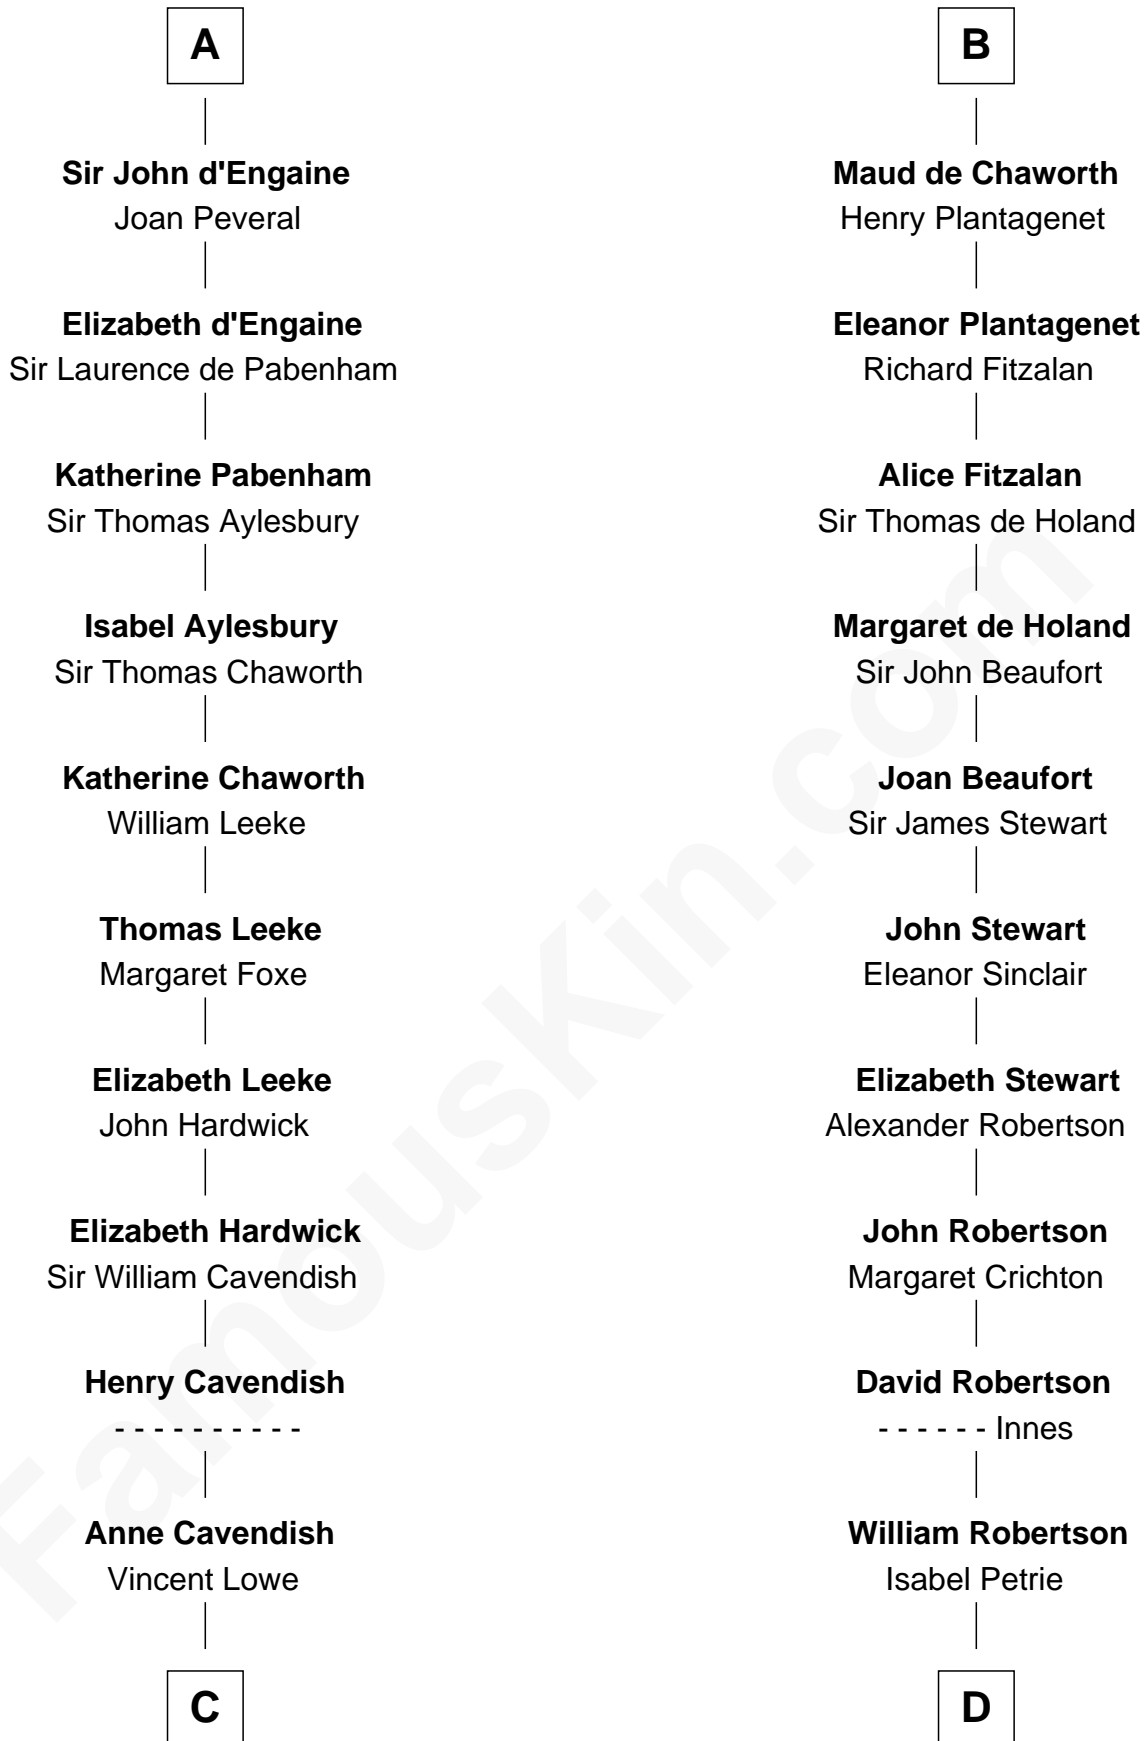 A
Sir John d'Engaine
Joan Peveral
Elizabeth d'Engaine
Sir Laurence de Pabenham
Katherine Pabenham
Sir Thomas Aylesbury
Isabel Aylesbury
Sir Thomas Chaworth
Katherine Chaworth
William Leeke
Thomas Leeke
Margaret Foxe
Elizabeth Leeke
John Hardwick
Elizabeth Hardwick
Sir William Cavendish
Henry Cavendish
- - - - - - - - - -
Anne Cavendish
Vincent Lowe
C
B
Maud de Chaworth
Henry Plantagenet
Eleanor Plantagenet
Richard Fitzalan
Alice Fitzalan
Sir Thomas de Holand
Margaret de Holand
Sir John Beaufort
Joan Beaufort
Sir James Stewart
John Stewart
Eleanor Sinclair
Elizabeth Stewart
Alexander Robertson
John Robertson
Margaret Crichton
David Robertson
- - - - - - Innes
William Robertson
Isabel Petrie
D
FamousKin.com